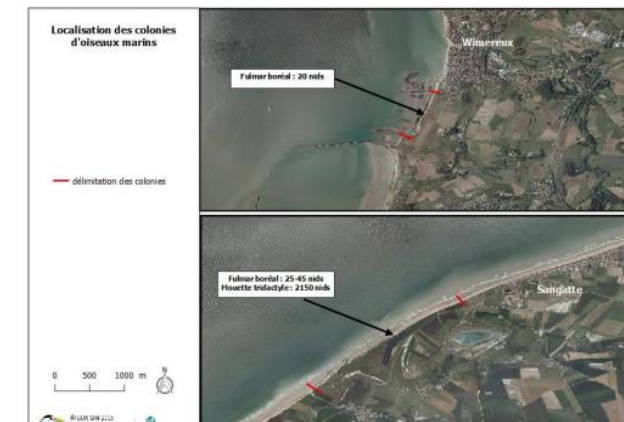 Localisation des colonies
d'oiseaux marins
délimitation des colonies
0 500 1000 m
N
Wimereux
Fulmar boréal : 20 nids
Fulmar boréal : 25-45 nids
Mouette tridactyle : 2150 nids
Sangatte